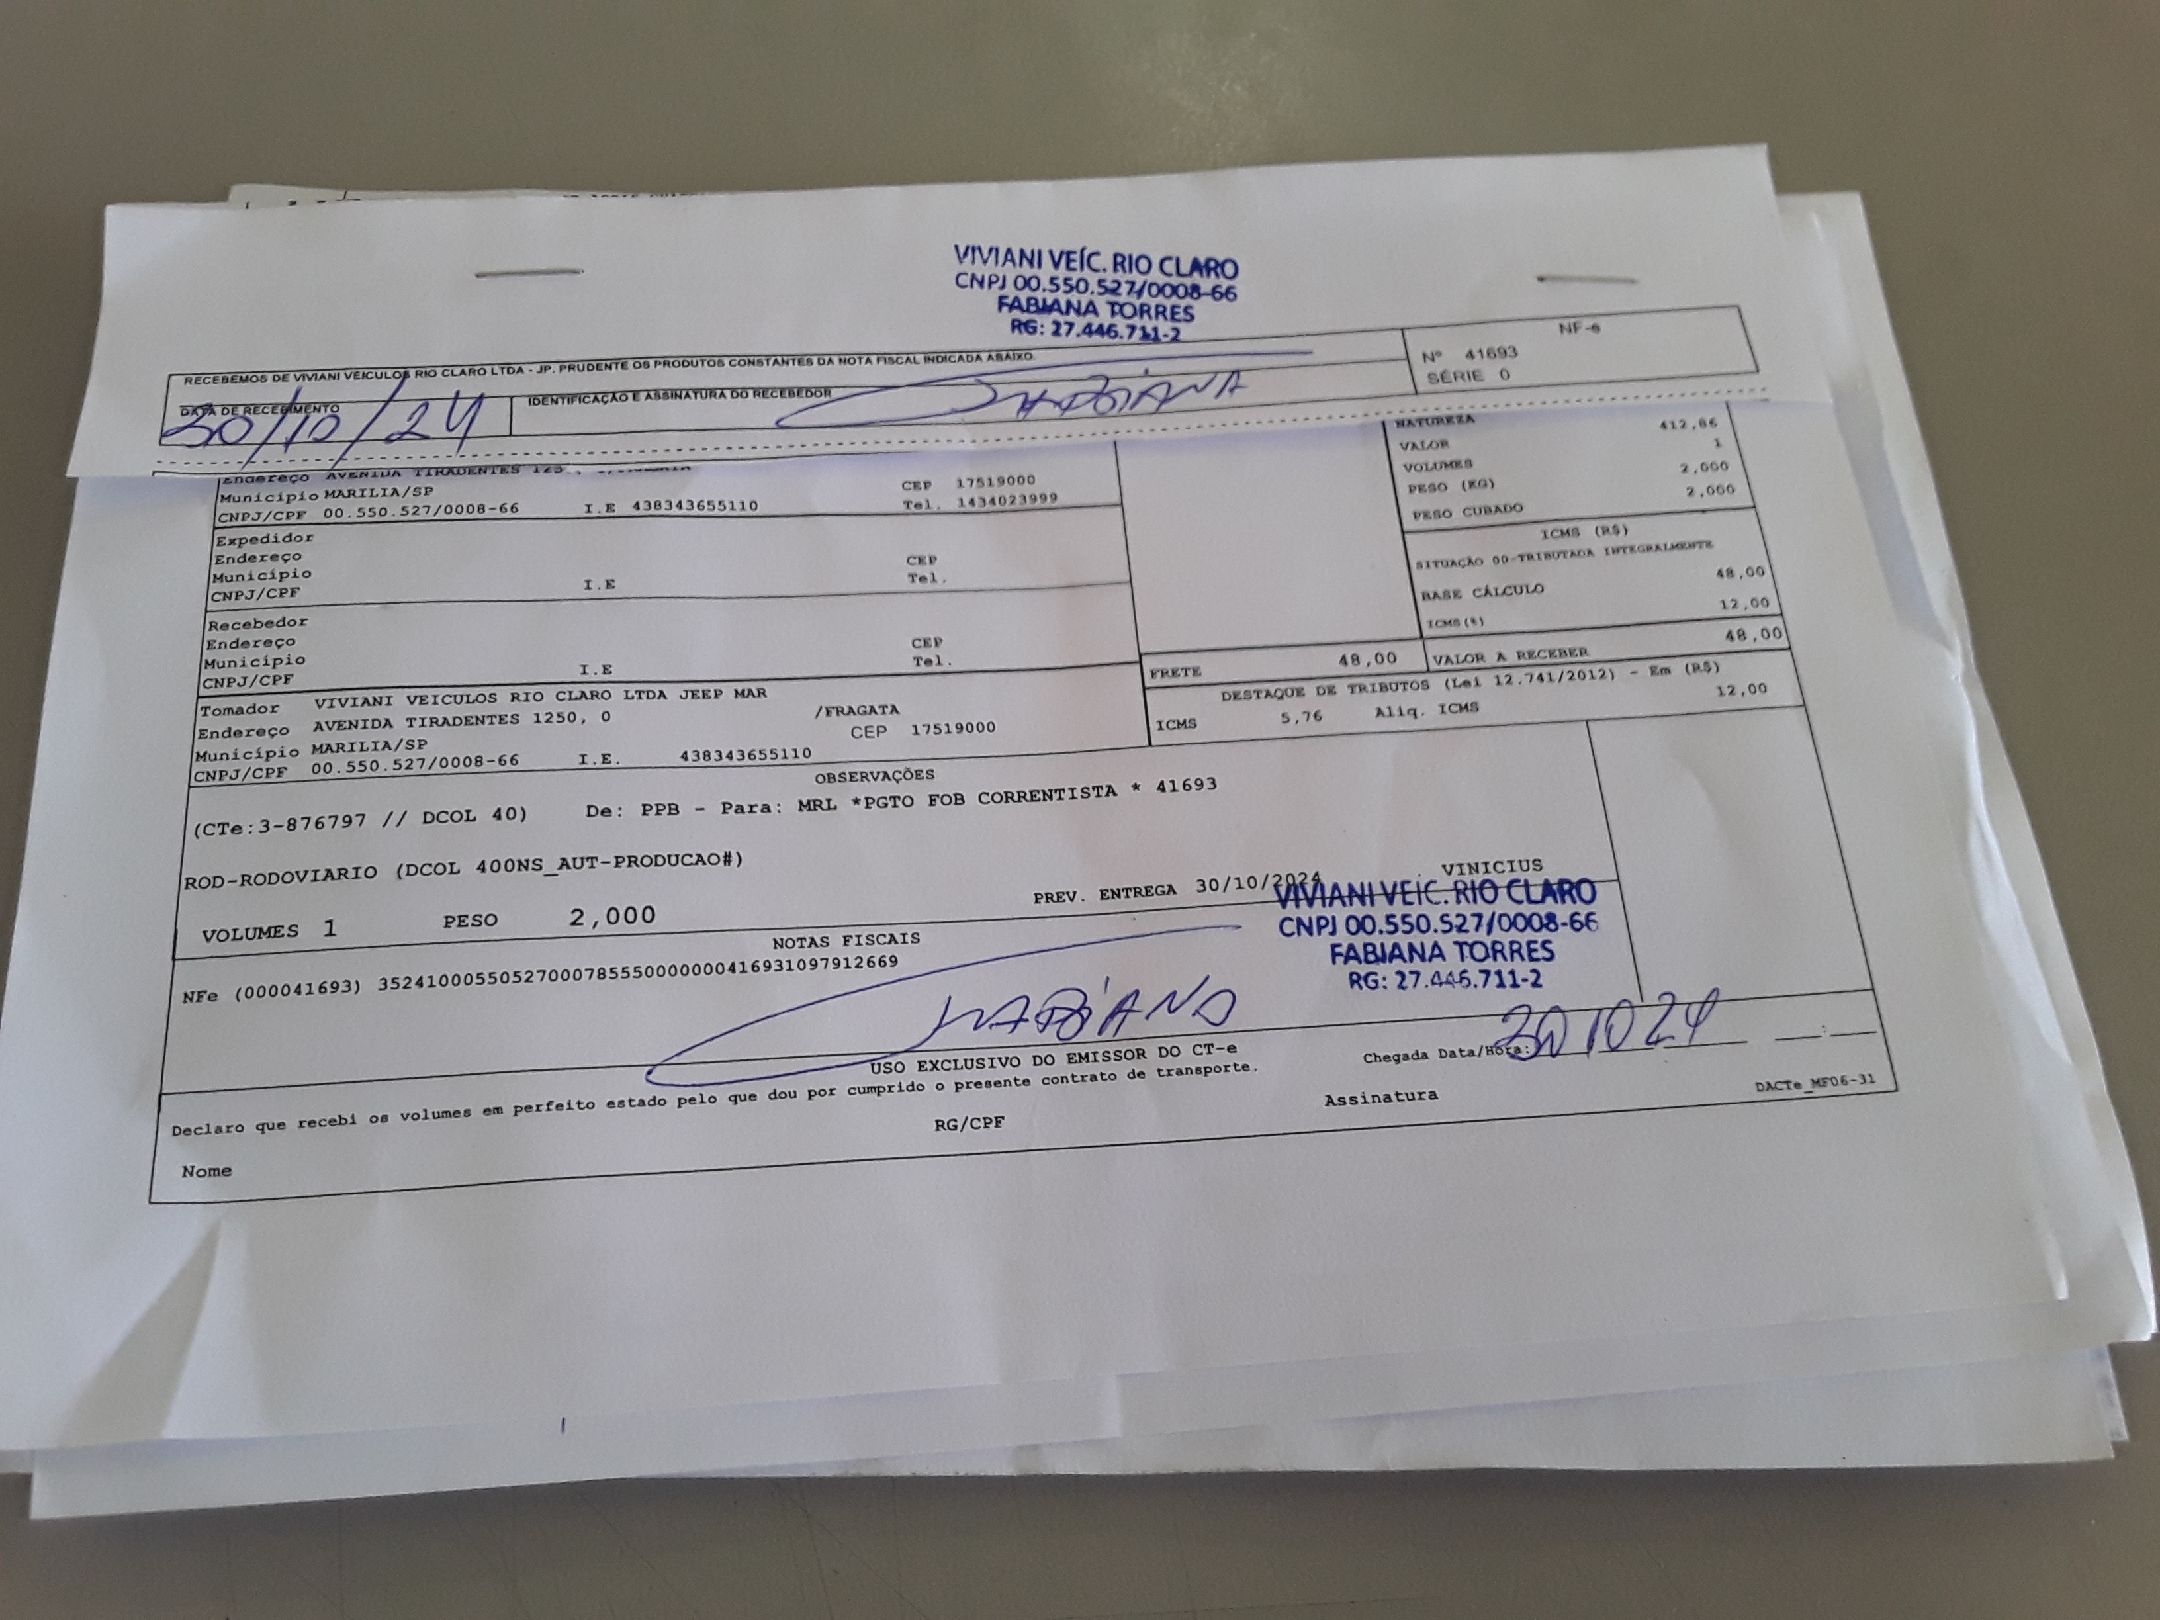 VIVIANI VEÍC. RIO CLARO
CNPJ 00.550.527/0008-66
FABIANA TORRES
RG: 27.446.711-2
RECEBEMOS DE VIVIANI VEICULOS RIO CLARO LTDA - JP. PRUDENTE OS PRODUTOS CONSTANTES DA NOTA FISCAL INDICADA ABAIXO.
NF-e
Nº 41693
SÉRIE 0
DATA DE RECEBIMENTO
30/10/24
IDENTIFICAÇÃO E ASSINATURA DO RECEBEDOR
FABIANA
Endereço AVENIDA TIRADENTES
Município MARILIA/SP CEP 17519000
CNPJ/CPF 00.550.527/0008-66 I.E 438343655110 Tel. 1434023999
Expedidor
Endereço CEP
Município Tel.
CNPJ/CPF I.E
Recebedor
Endereço CEP
Município Tel.
CNPJ/CPF I.E
Tomador VIVIANI VEICULOS RIO CLARO LTDA JEEP MAR
Endereço AVENIDA TIRADENTES 1250, 0 /FRAGATA
Município MARILIA/SP CEP 17519000
CNPJ/CPF 00.550.527/0008-66 I.E. 438343655110
NATUREZA
VALOR 412,86
VOLUMES 1
PESO (KG) 2,000
PESO CUBADO 2,000
ICMS (R$)
SITUAÇÃO 00-TRIBUTADA INTEGRALMENTE
BASE CÁLCULO 48,00
ICMS(%) 12,00
FRETE 48,00 VALOR A RECEBER 48,00
DESTAQUE DE TRIBUTOS (Lei 12.741/2012) - Em (R$)
ICMS 5,76 Aliq. ICMS 12,00
OBSERVAÇÕES
(CTe:3-876797 // DCOL 40) De: PPB - Para: MRL *PGTO FOB CORRENTISTA * 41693
ROD-RODOVIARIO (DCOL 400NS_AUT-PRODUCAO#)
VOLUMES 1 PESO 2,000 PREV. ENTREGA 30/10/2024 VINICIUS
VIVIANI VEÍC. RIO CLARO
CNPJ 00.550.527/0008-66
FABIANA TORRES
RG: 27.446.711-2
NOTAS FISCAIS
NFe (000041693) 35241000550527000785550000000416931097912669
FABIANA
USO EXCLUSIVO DO EMISSOR DO CT-e
Chegada Data/Hora: 30 10 24 __:__
Declaro que recebi os volumes em perfeito estado pelo que dou por cumprido o presente contrato de transporte.
Nome RG/CPF Assinatura DACTe_MF06-31